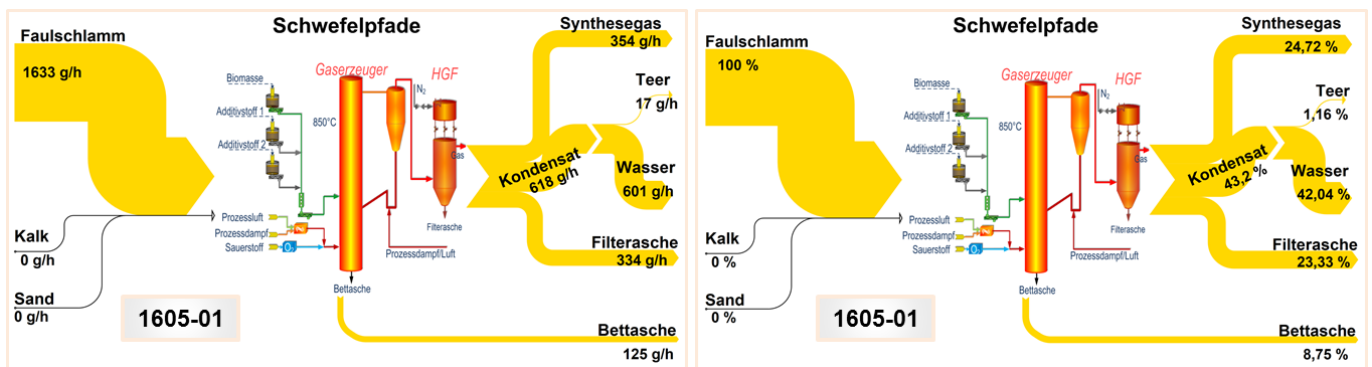 Schwefelpfade
Faulschlamm
1633 g/h
Biomasse
Additivstoff 1
Additivstoff 2
850°C
Gaserzeuger
HGF
N₂
Gas
Prozessluft
Prozessdampf
Sauerstoff
O₂
Filterasche
Prozessdampf/Luft
Bettasche
Kalk
0 g/h
Sand
0 g/h
1605-01
Synthesegas
354 g/h
Teer
17 g/h
Kondensat
618 g/h
Wasser
601 g/h
Filterasche
334 g/h
Bettasche
125 g/h
Schwefelpfade
Faulschlamm
100 %
Biomasse
Additivstoff 1
Additivstoff 2
850°C
Gaserzeuger
HGF
N₂
Gas
Prozessluft
Prozessdampf
Sauerstoff
O₂
Filterasche
Prozessdampf/Luft
Bettasche
Kalk
0 %
Sand
0 %
1605-01
Synthesegas
24,72 %
Teer
1,16 %
Kondensat
43,2 %
Wasser
42,04 %
Filterasche
23,33 %
Bettasche
8,75 %